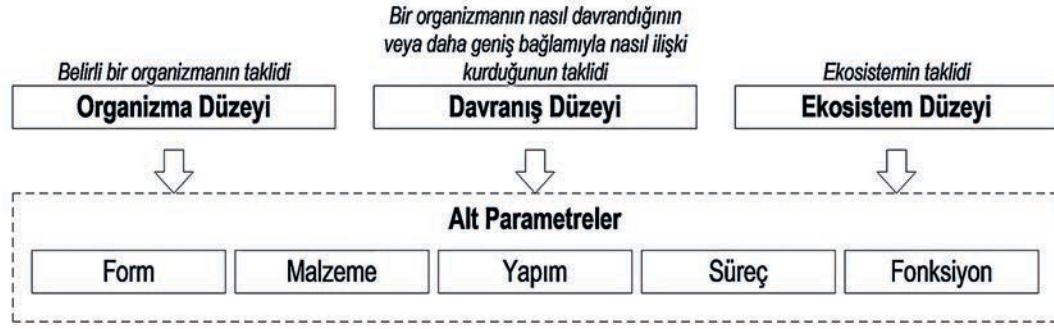 Belirli bir organizmanın taklidi
Organizma Düzeyi
Bir organizmanın nasıl davrandığının
veya daha geniş bağlamıyla nasıl ilişki
kurduğunun taklidi
Davranış Düzeyi
Ekosistemin taklidi
Ekosistem Düzeyi
Alt Parametreler
Form
Malzeme
Yapım
Süreç
Fonksiyon